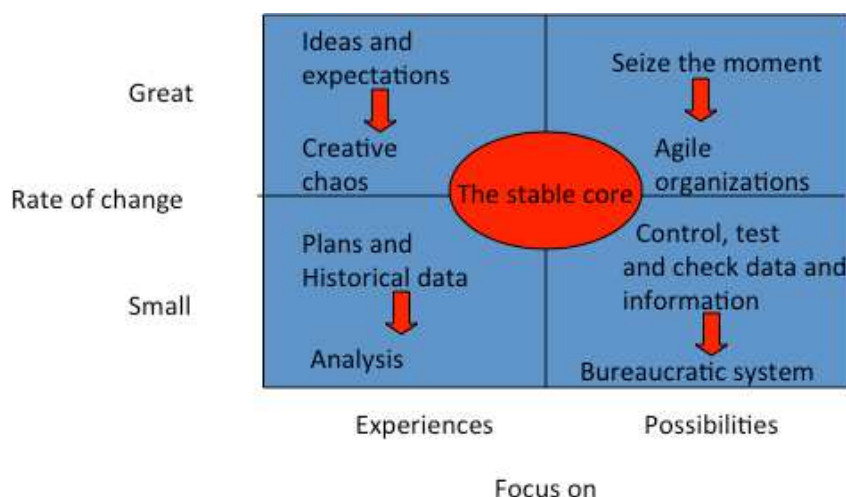 Ideas and
expectations
Seize the moment
Great
Creative
chaos
Agile
organizations
The stable core
Rate of change
Plans and
Historical data
Control, test
and check data and
information
Small
Analysis
Bureaucratic system
Experiences
Possibilities
Focus on